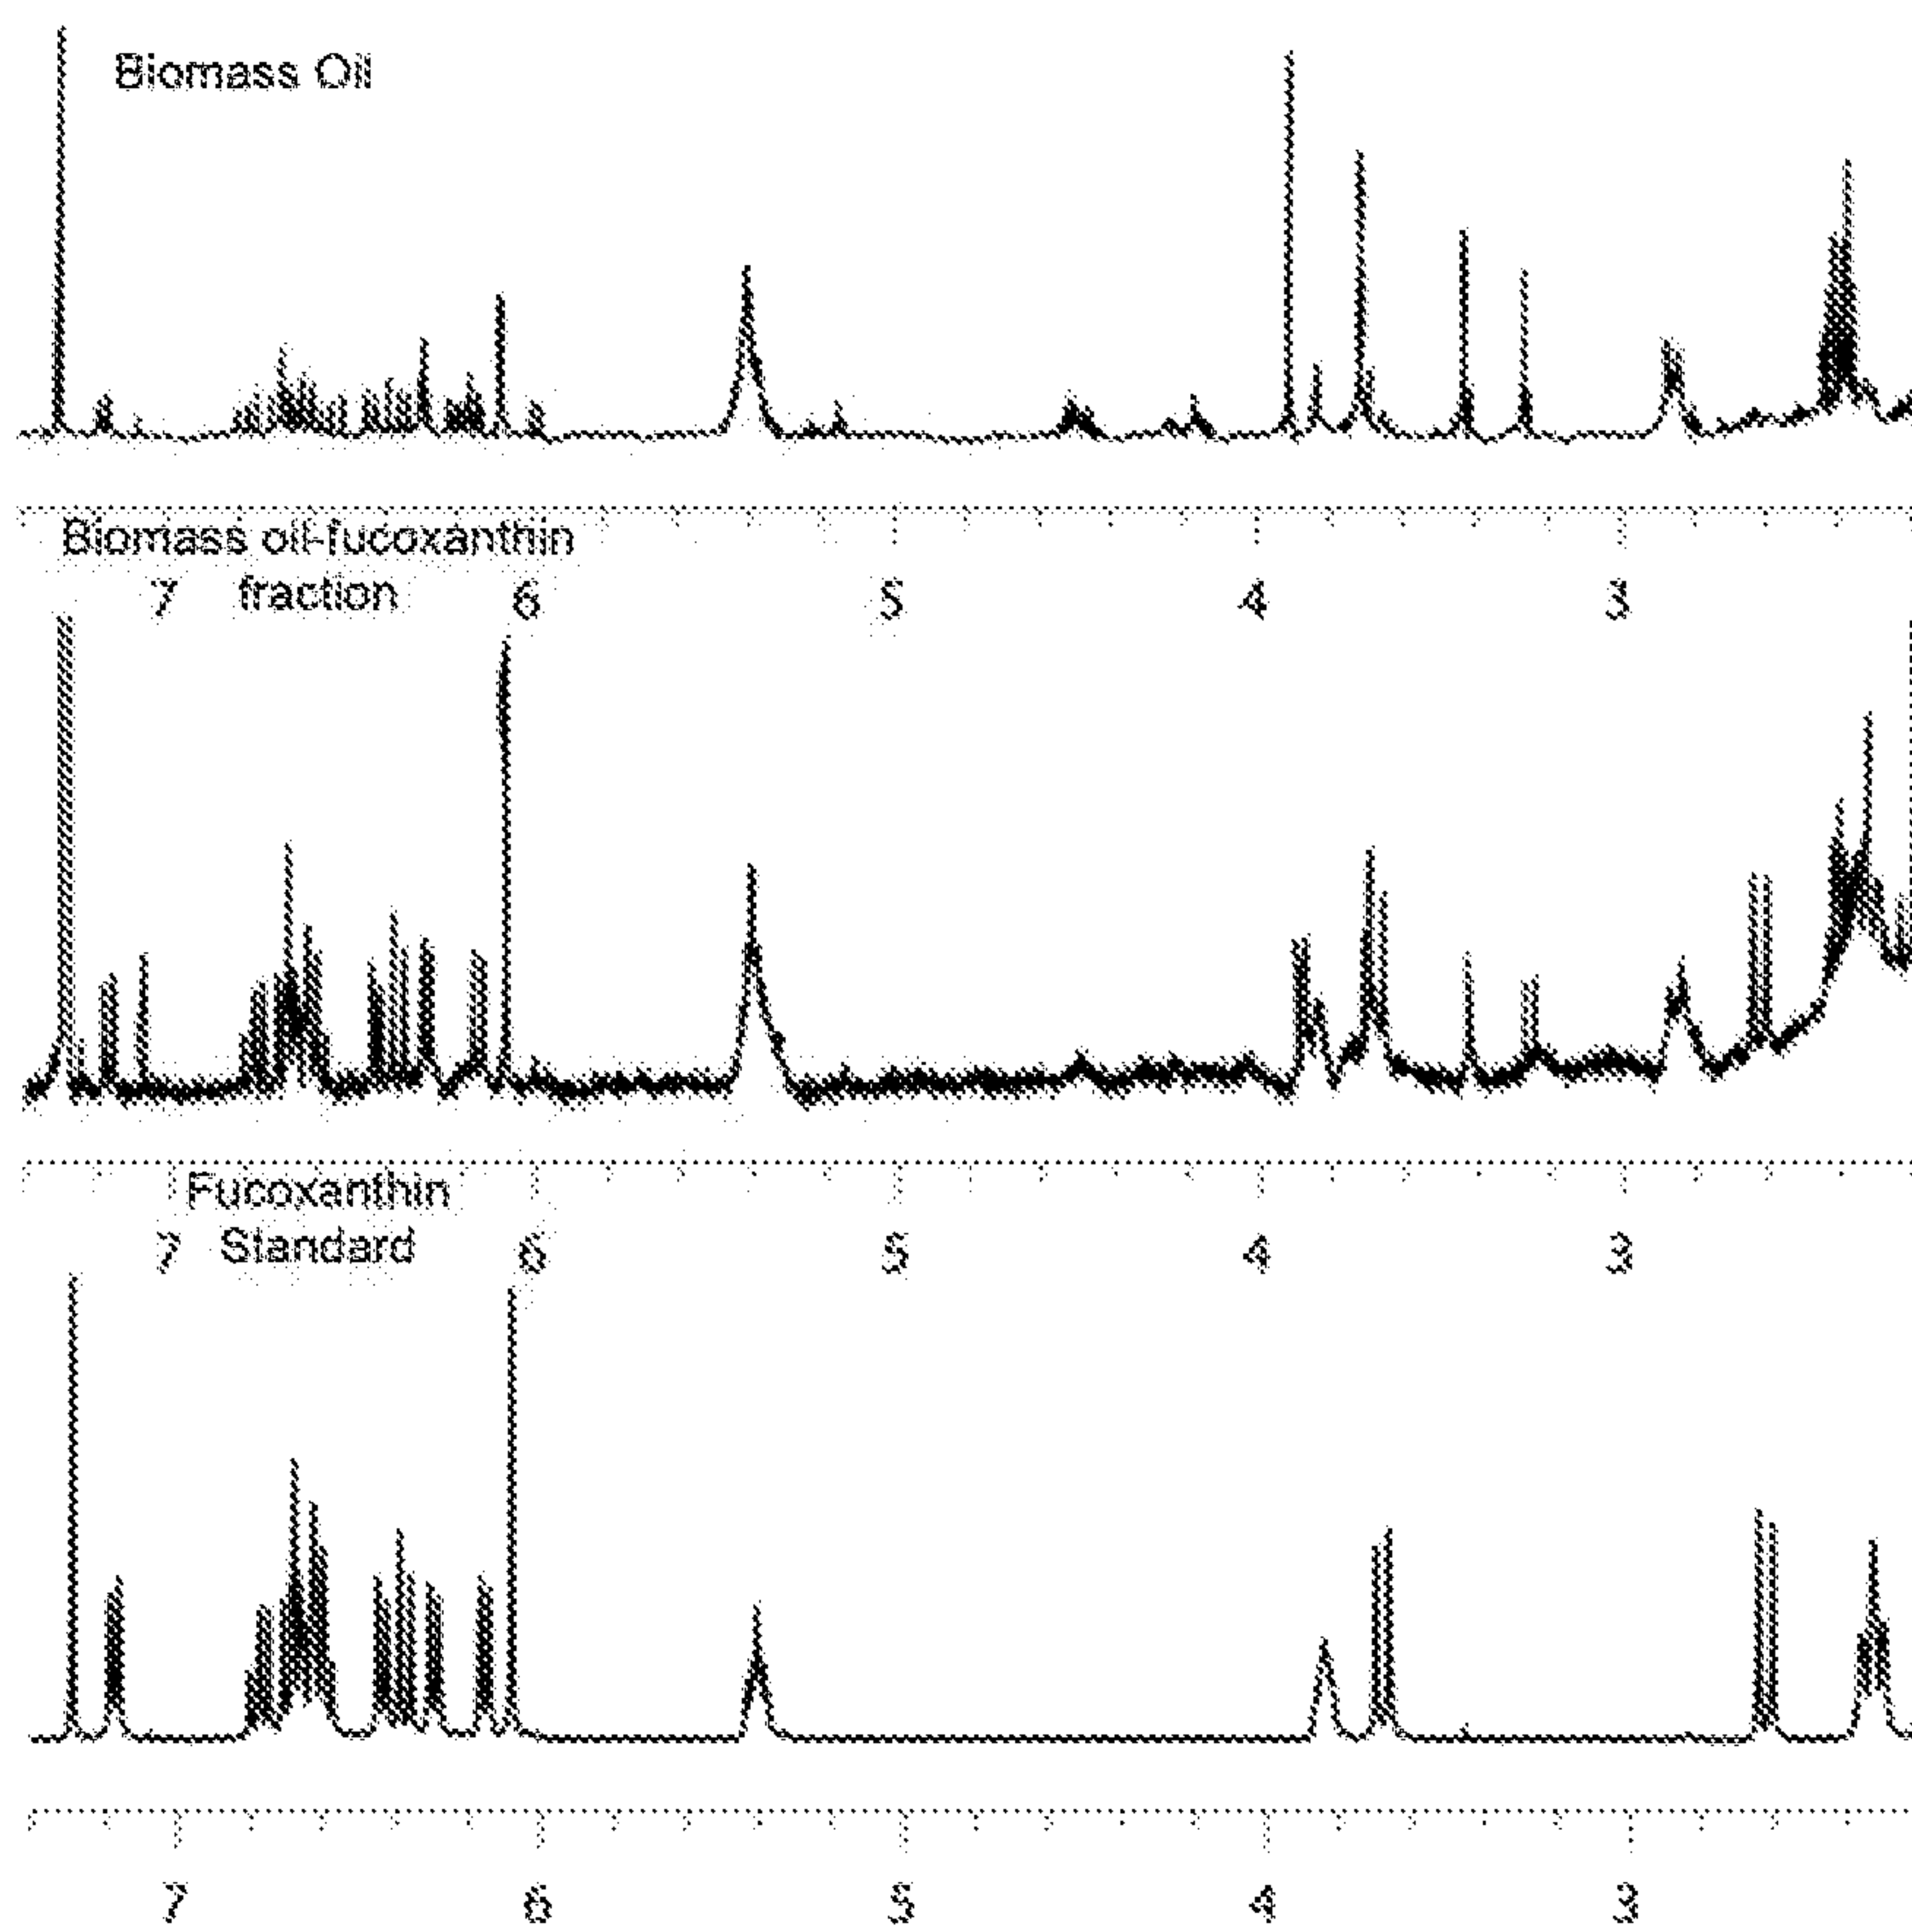 Biomass Oil
Biomass oil-fucoxanthin
fraction
7 6 5 4 3
Fucoxanthin
Standard
7 6 5 4 3
7 6 5 4 3